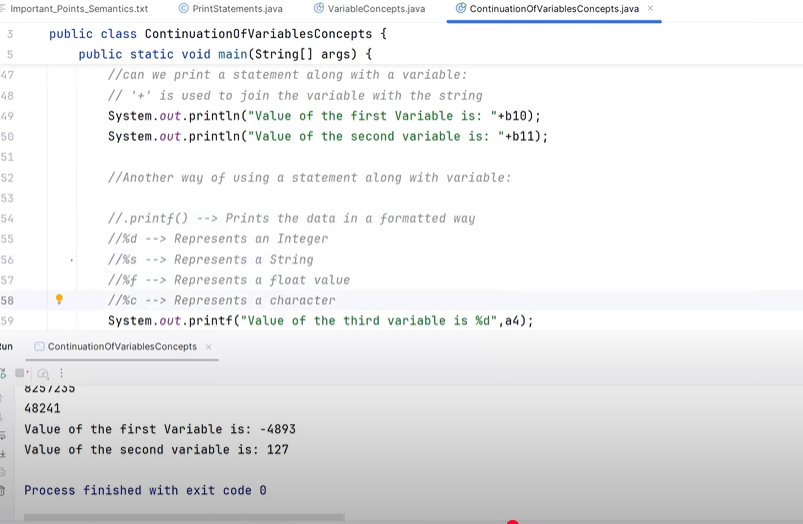 Important_Points_Semantics.txt PrintStatements.java VariableConcepts.java ContinuationOfVariablesConcepts.java ×
3 public class ContinuationOfVariablesConcepts {
5 public static void main(String[] args) {
47 //can we print a statement along with a variable:
48 // '+' is used to join the variable with the string
49 System.out.println("Value of the first Variable is: "+b10);
50 System.out.println("Value of the second variable is: "+b11);
51
52 //Another way of using a statement along with variable:
53
54 //.printf() --> Prints the data in a formatted way
55 //%d --> Represents an Integer
56 //%s --> Represents a String
57 //%f --> Represents a float value
58 //%c --> Represents a character
59 System.out.printf("Value of the third variable is %d",a4);
un ContinuationOfVariablesConcepts ×
8257235
48241
Value of the first Variable is: -4893
Value of the second variable is: 127
Process finished with exit code 0